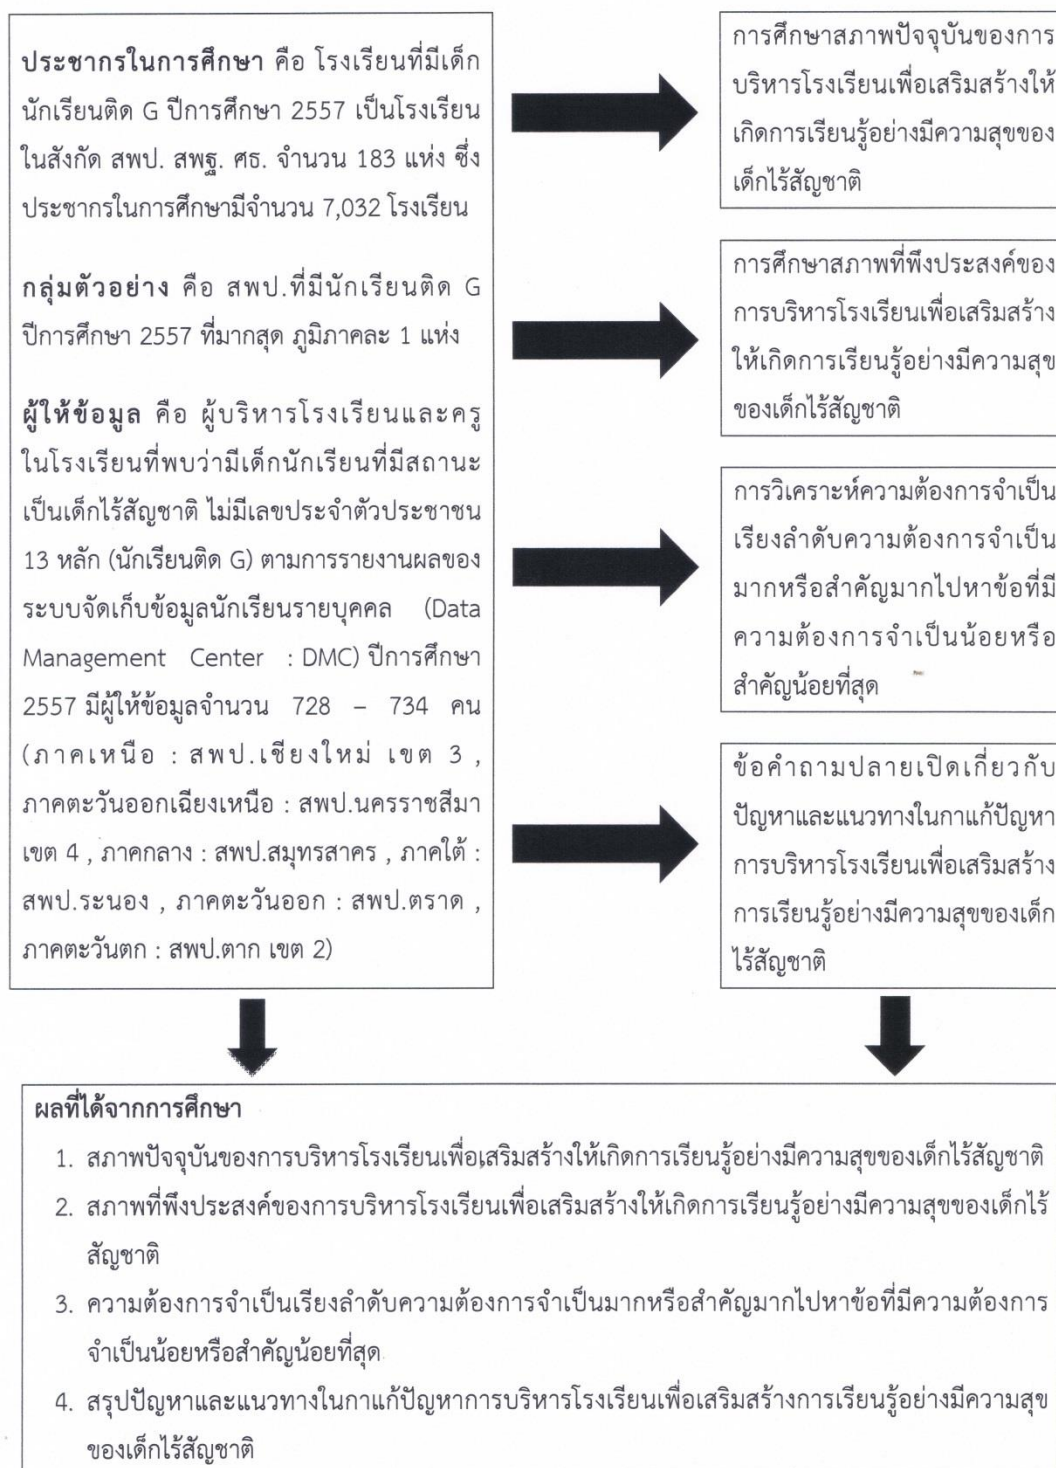 ประชากรในการศึกษา คือ โรงเรียนที่มีเด็ก
นักเรียนติด G ปีการศึกษา 2557 เป็นโรงเรียน
ในสังกัด สพป. สพฐ. ศธ. จำนวน 183 แห่ง ซึ่ง
ประชากรในการศึกษามีจำนวน 7,032 โรงเรียน
กลุ่มตัวอย่าง คือ สพป.ที่มีนักเรียนติด G
ปีการศึกษา 2557 ที่มากสุด ภูมิภาคละ 1 แห่ง
ผู้ให้ข้อมูล คือ ผู้บริหารโรงเรียนและครู
ในโรงเรียนที่พบว่ามีเด็กนักเรียนที่มีสถานะ
เป็นเด็กไร้สัญชาติ ไม่มีเลขประจำตัวประชาชน
13 หลัก (นักเรียนติด G) ตามการรายงานผลของ
ระบบจัดเก็บข้อมูลนักเรียนรายบุคคล (Data
Management Center : DMC) ปีการศึกษา
2557 มีผู้ให้ข้อมูลจำนวน 728 – 734 คน
(ภาคเหนือ : สพป.เชียงใหม่ เขต 3 ,
ภาคตะวันออกเฉียงเหนือ : สพป.นครราชสีมา
เขต 4 , ภาคกลาง : สพป.สมุทรสาคร , ภาคใต้ :
สพป.ระนอง , ภาคตะวันออก : สพป.ตราด ,
ภาคตะวันตก : สพป.ตาก เขต 2)
การศึกษาสภาพปัจจุบันของการ
บริหารโรงเรียนเพื่อเสริมสร้างให้
เกิดการเรียนรู้อย่างมีความสุขของ
เด็กไร้สัญชาติ
การศึกษาสภาพที่พึงประสงค์ของ
การบริหารโรงเรียนเพื่อเสริมสร้าง
ให้เกิดการเรียนรู้อย่างมีความสุข
ของเด็กไร้สัญชาติ
การวิเคราะห์ความต้องการจำเป็น
เรียงลำดับความต้องการจำเป็น
มากหรือสำคัญมากไปหาข้อที่มี
ความต้องการจำเป็นน้อยหรือ
สำคัญน้อยที่สุด
ข้อคำถามปลายเปิดเกี่ยวกับ
ปัญหาและแนวทางในกาแก้ปัญหา
การบริหารโรงเรียนเพื่อเสริมสร้าง
การเรียนรู้อย่างมีความสุขของเด็ก
ไร้สัญชาติ
ผลที่ได้จากการศึกษา
1. สภาพปัจจุบันของการบริหารโรงเรียนเพื่อเสริมสร้างให้เกิดการเรียนรู้อย่างมีความสุขของเด็กไร้สัญชาติ
2. สภาพที่พึงประสงค์ของการบริหารโรงเรียนเพื่อเสริมสร้างให้เกิดการเรียนรู้อย่างมีความสุขของเด็กไร้
สัญชาติ
3. ความต้องการจำเป็นเรียงลำดับความต้องการจำเป็นมากหรือสำคัญมากไปหาข้อที่มีความต้องการ
จำเป็นน้อยหรือสำคัญน้อยที่สุด
4. สรุปปัญหาและแนวทางในกาแก้ปัญหาการบริหารโรงเรียนเพื่อเสริมสร้างการเรียนรู้อย่างมีความสุข
ของเด็กไร้สัญชาติ